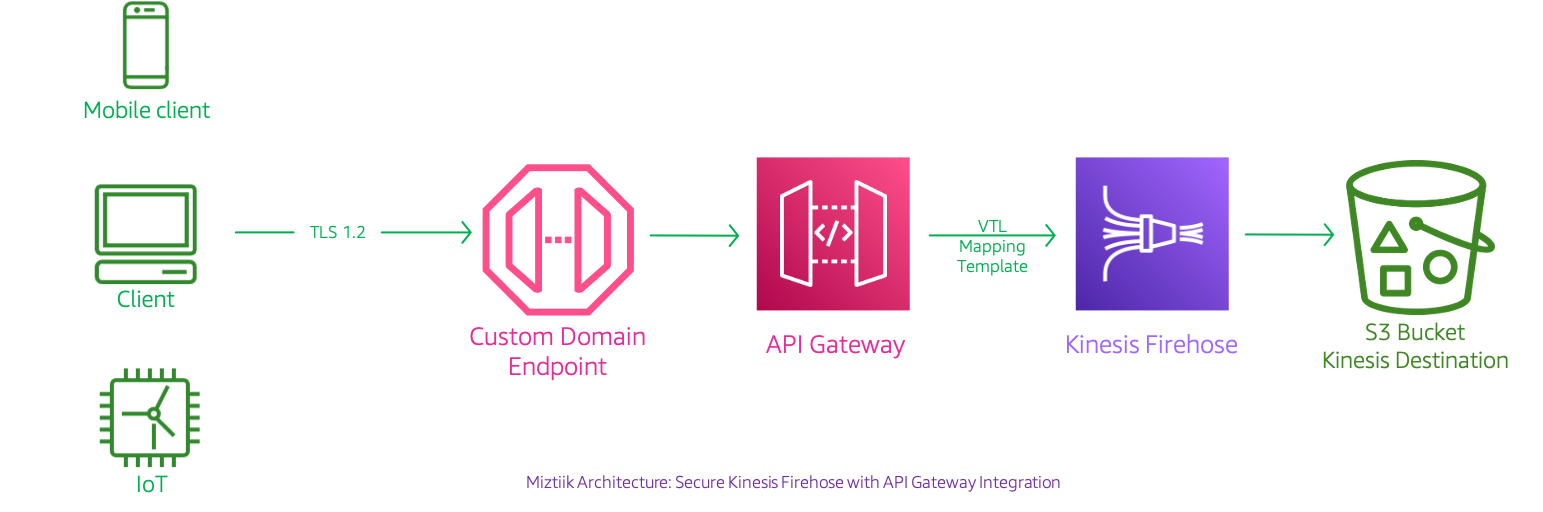 Mobile client
Client
IoT
TLS 1.2
Custom Domain
Endpoint
API Gateway
VTL
Mapping
Template
Kinesis Firehose
S3 Bucket
Kinesis Destination
Miztiik Architecture: Secure Kinesis Firehose with API Gateway Integration